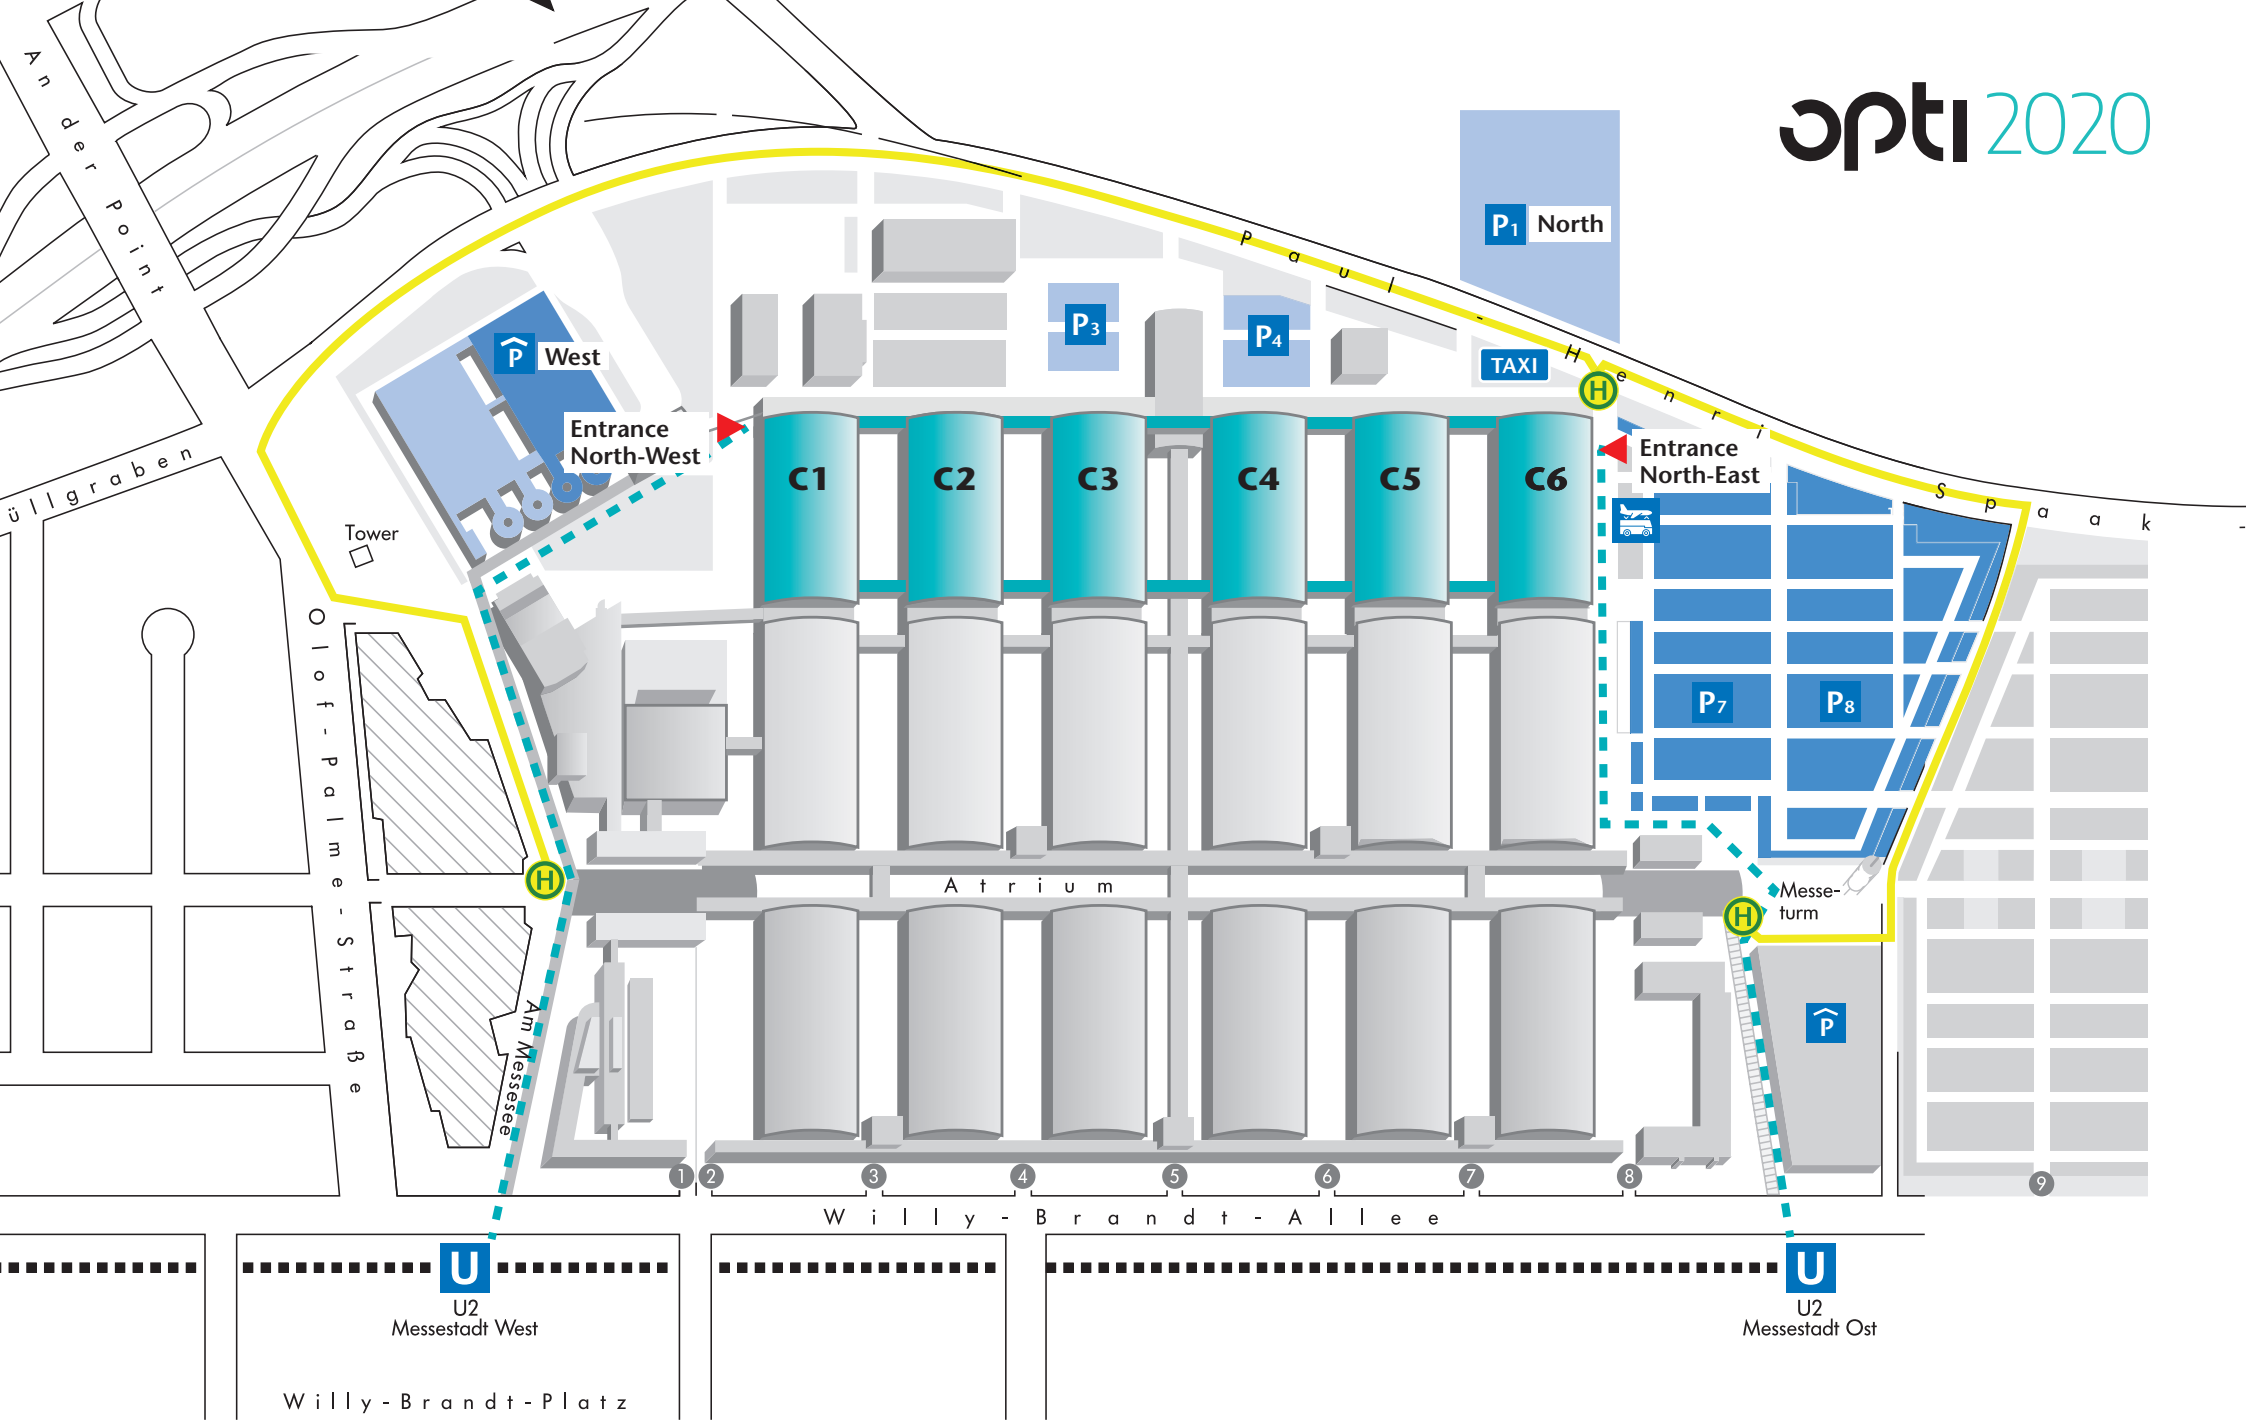 An der Point
opti 2020
P1 North
Paul-Henri-Spaak-
P3
P4
P West
TAXI
H
Entrance
North-West
Entrance
North-East
C1 C2 C3 C4 C5 C6
üllgraben
Tower
Olof-Palme-Straße
P7
P8
H
Atrium
Messe-
turm
H
Am Messesee
P
1 2 3 4 5 6 7 8 9
Willy-Brandt-Allee
U
U2
Messestadt West
U
U2
Messestadt Ost
Willy-Brandt-Platz